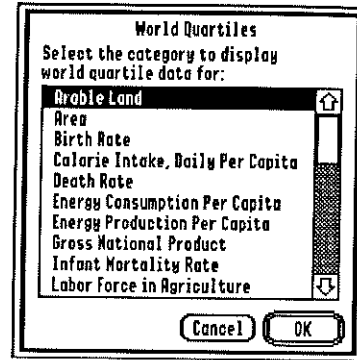 World Quartiles
Select the category to display
world quartile data for:
Arable Land
Area
Birth Rate
Calorie Intake, Daily Per Capita
Death Rate
Energy Consumption Per Capita
Energy Production Per Capita
Gross National Product
Infant Mortality Rate
Labor Force in Agriculture
Cancel OK